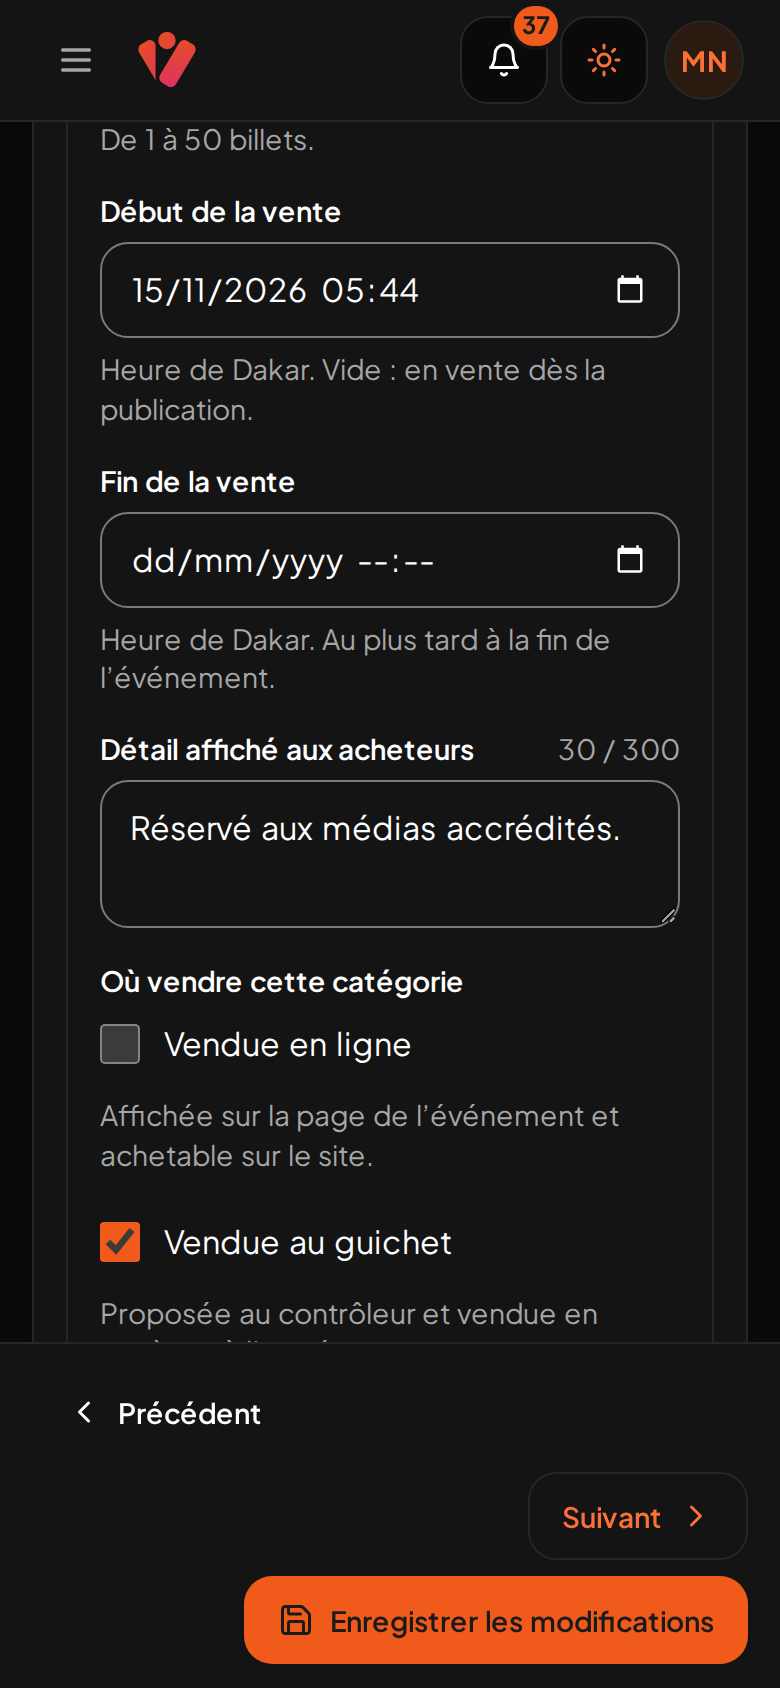 37
MN
De 1 à 50 billets.
Début de la vente
15/11/2026 05:44
Heure de Dakar. Vide : en vente dès la
publication.
Fin de la vente
dd/mm/yyyy --:--
Heure de Dakar. Au plus tard à la fin de
l’événement.
Détail affiché aux acheteurs 30 / 300
Réservé aux médias accrédités.
Où vendre cette catégorie
Vendue en ligne
Affichée sur la page de l’événement et
achetable sur le site.
Vendue au guichet
Proposée au contrôleur et vendue en
Précédent
Suivant
Enregistrer les modifications